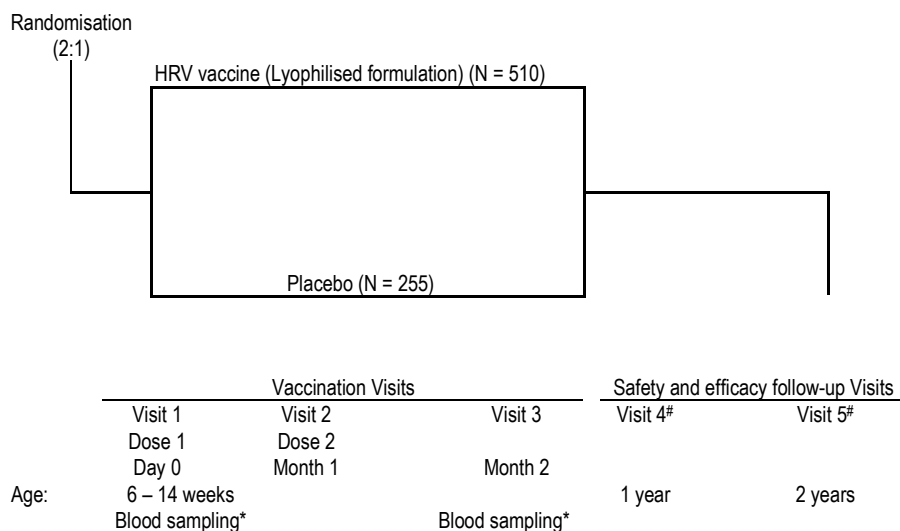 Randomisation
(2:1)
HRV vaccine (Lyophilised formulation) (N = 510)
Placebo (N = 255)
Vaccination Visits Safety and efficacy follow-up Visits
Visit 1 Visit 2 Visit 3 Visit 4# Visit 5#
Dose 1 Dose 2
Day 0 Month 1 Month 2
Age: 6 – 14 weeks 1 year 2 years
Blood sampling* Blood sampling*